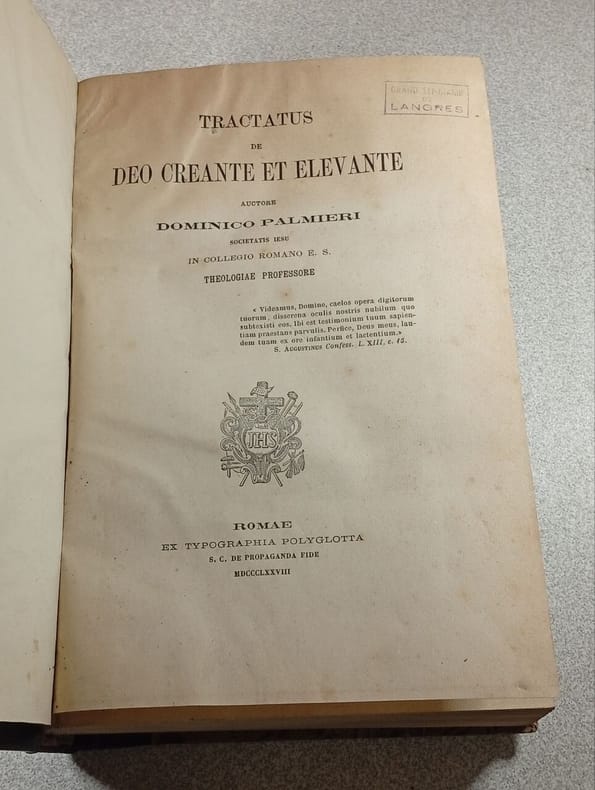 GRAND SÉMINAIRE
DE
LANGRES
TRACTATUS
DE
DEO CREANTE ET ELEVANTE
AUCTORE
DOMINICO PALMIERI
SOCIETATIS IESU
IN COLLEGIO ROMANO E. S.
THEOLOGIAE PROFESSORE
« Videamus, Domino, caelos opera digitorum
tuorum, disserena oculis nostris nubilum quo
subtexisti eos. Ibi est testimonium tuum sapien-
tiam praestans parvulis. Perfice, Deus meus, lau-
dem tuam ex ore infantium et lactentium.»
S. AUGUSTINUS Confess. L. XIII, c. 15.
JHS
ROMAE
EX TYPOGRAPHIA POLYGLOTTA
S. C. DE PROPAGANDA FIDE
MDCCCLXXVIII